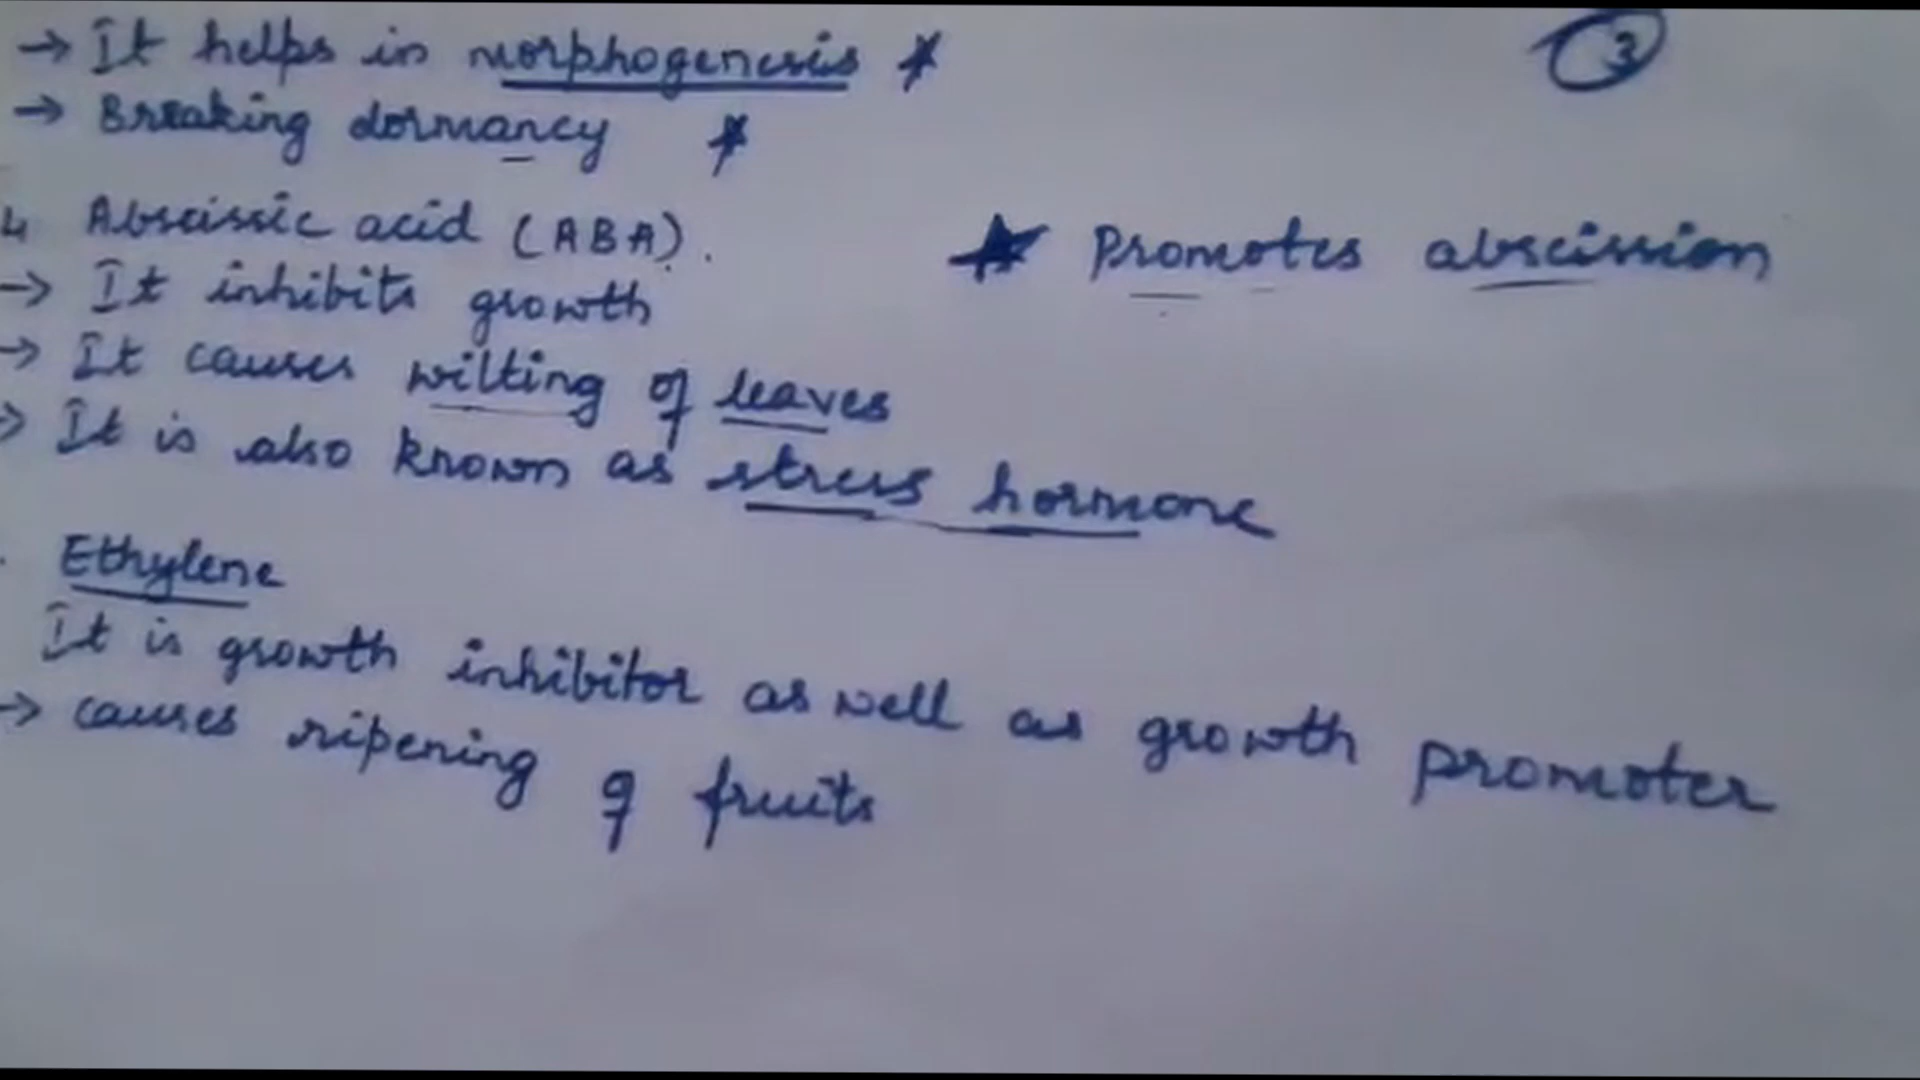 ③
→ It helps in morphogenesis *
→ Breaking dormancy *
4 Abscissic acid (ABA).
★ Promotes abscission
→ It inhibits growth
→ It causes wilting of leaves
→ It is also known as stress hormone
Ethylene
It is growth inhibitor as well as growth promoter
→ causes ripening of fruits